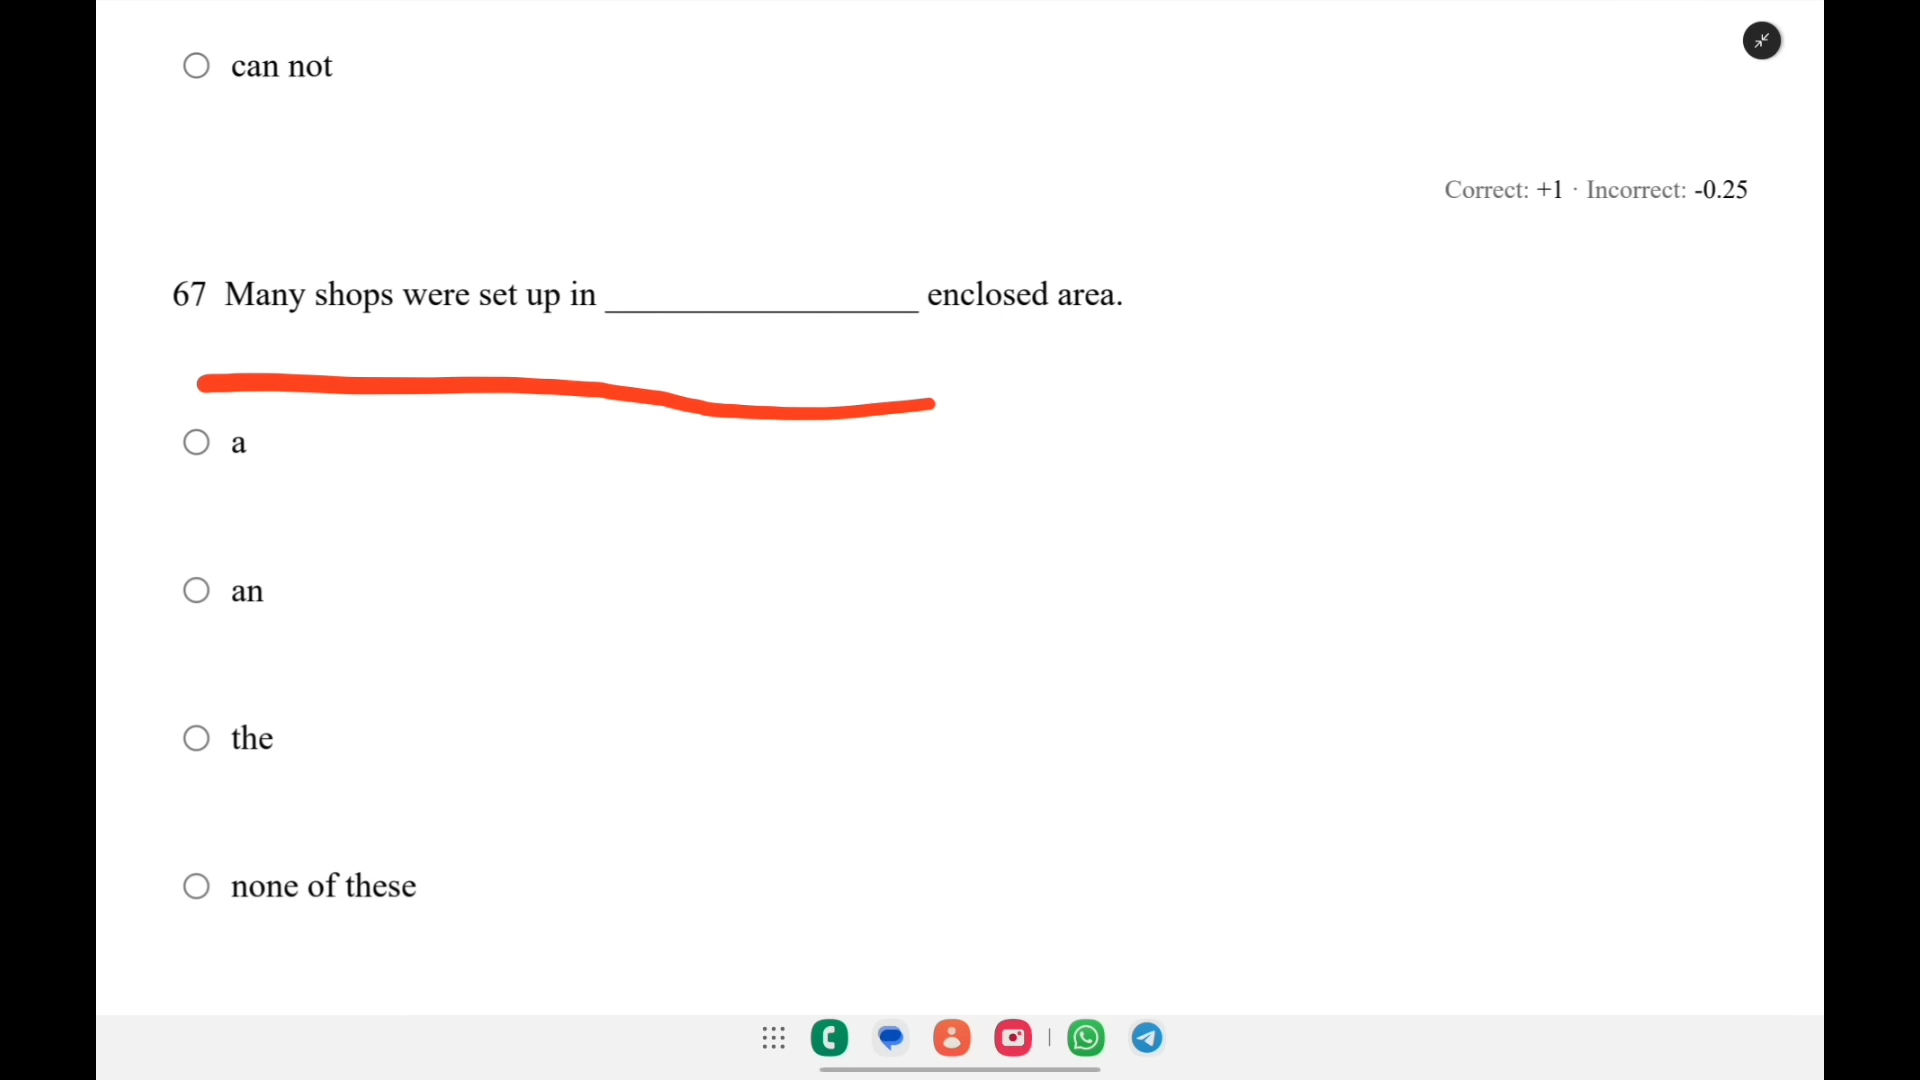 can not
Correct: +1 · Incorrect: -0.25
67 Many shops were set up in __________________ enclosed area.
a
an
the
none of these